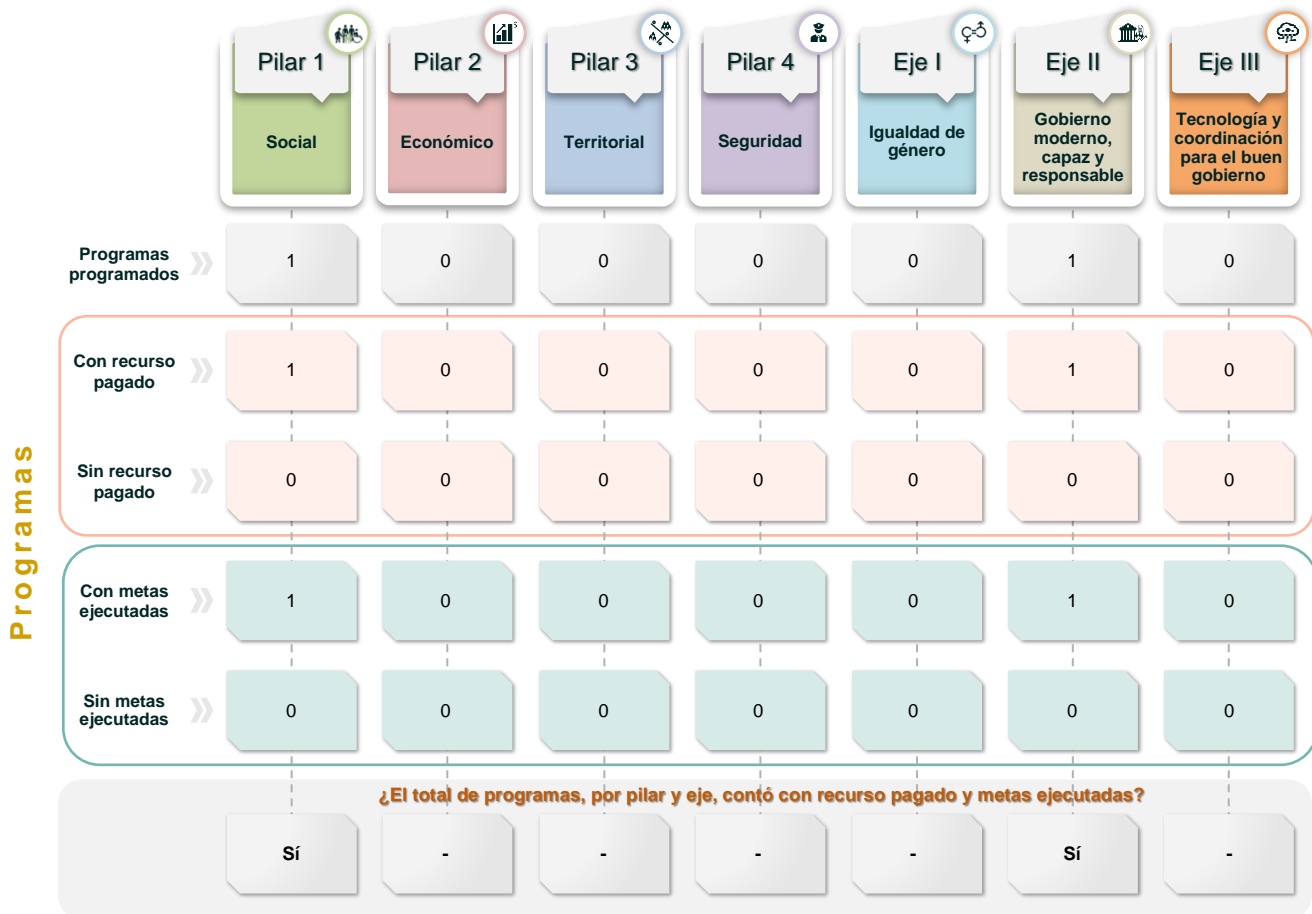 Pilar 1
Pilar 2
Pilar 3
Pilar 4
Eje I
Eje II
Eje III
Social
Económico
Territorial
Seguridad
Igualdad de
género
Gobierno
moderno,
capaz y
responsable
Tecnología y
coordinación
para el buen
gobierno
Programas
Programas
programados
1 0 0 0 0 1 0
Con recurso
pagado
1 0 0 0 0 1 0
Sin recurso
pagado
0 0 0 0 0 0 0
Con metas
ejecutadas
1 0 0 0 0 1 0
Sin metas
ejecutadas
0 0 0 0 0 0 0
¿El total de programas, por pilar y eje, contó con recurso pagado y metas ejecutadas?
Sí - - - - Sí -